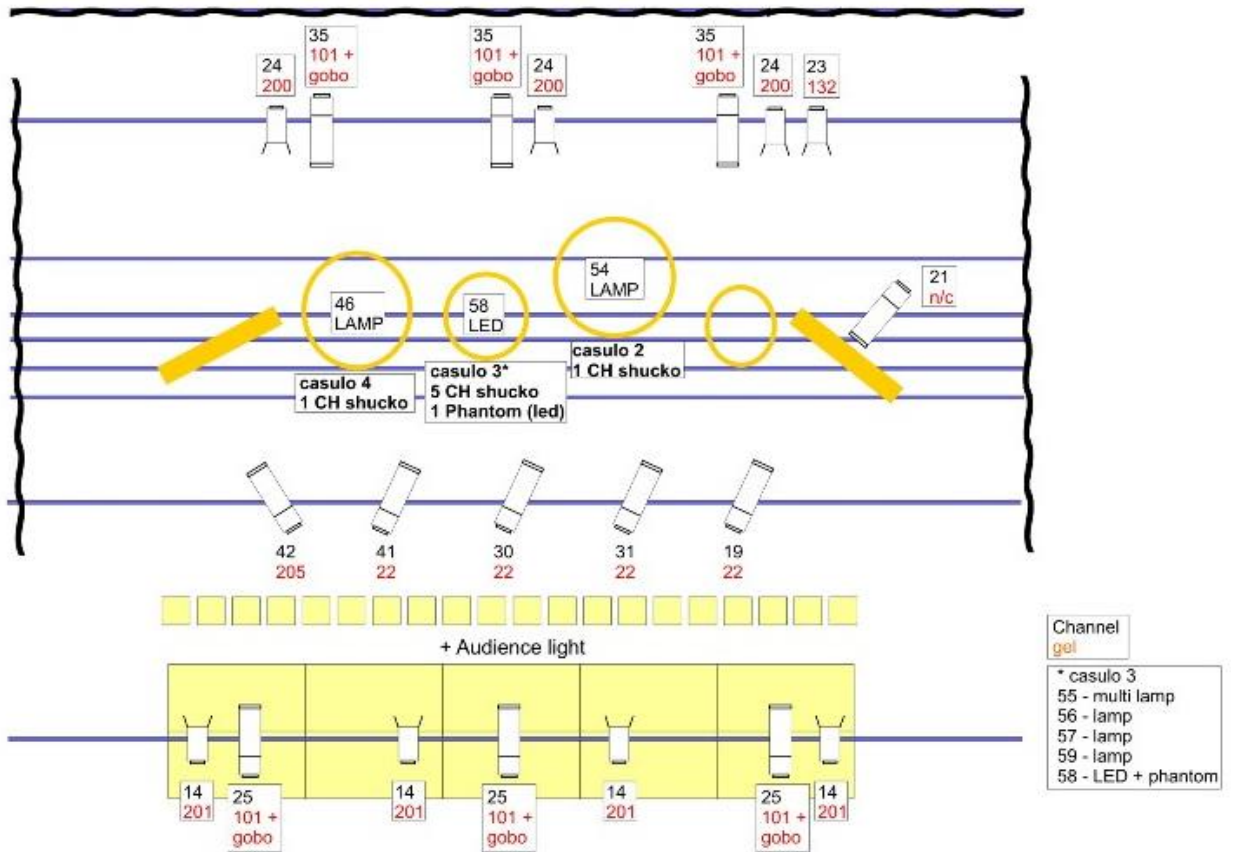 35
101 +
gobo
35
101 +
gobo
35
101 +
gobo
24
200
24
200
24
200
23
132
54
LAMP
21
n/c
46
LAMP
58
LED
casulo 2
1 CH shucko
casulo 3*
5 CH shucko
1 Phantom (led)
casulo 4
1 CH shucko
42
205
41
22
30
22
31
22
19
22
+ Audience light
Channel
gel
* casulo 3
55 - multi lamp
56 - lamp
57 - lamp
59 - lamp
58 - LED + phantom
14
201
25
101 +
gobo
14
201
25
101 +
gobo
14
201
25
101 +
gobo
14
201